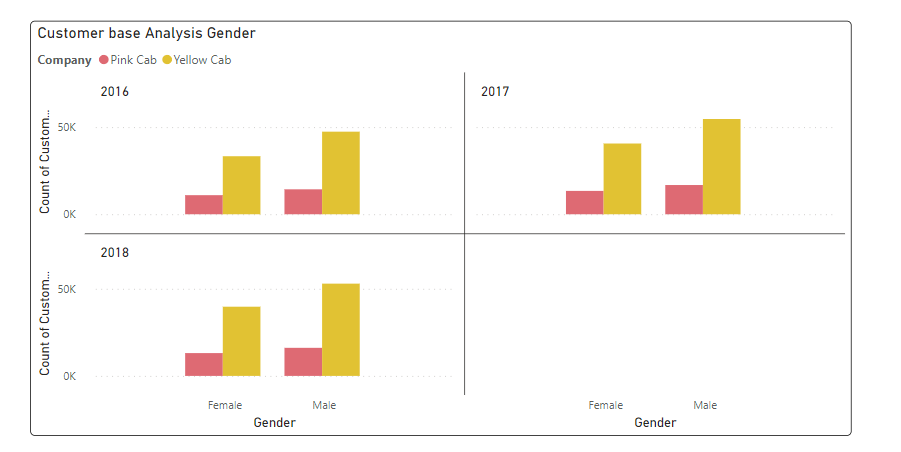 Customer base Analysis Gender
Company Pink Cab Yellow Cab
2016
2017
Count of Custom...
50K
0K
2018
Count of Custom...
50K
0K
Female Male
Female Male
Gender
Gender